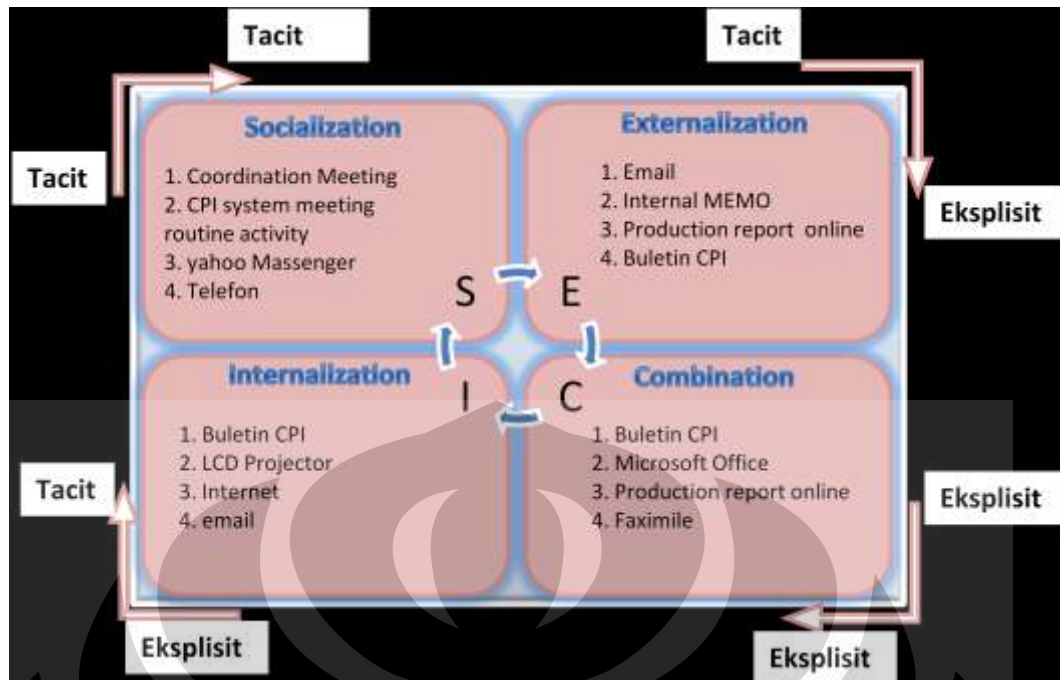 Tacit
Tacit
Tacit
Eksplisit
Socialization
1. Coordination Meeting
2. CPI system meeting
routine activity
3. yahoo Massenger
4. Telefon
S
Externalization
1. Email
2. Internal MEMO
3. Production report online
4. Buletin CPI
E
Internalization
1. Buletin CPI
2. LCD Projector
3. Internet
4. email
I
Combination
1. Buletin CPI
2. Microsoft Office
3. Production report online
4. Faximile
C
Tacit
Eksplisit
Eksplisit
Eksplisit